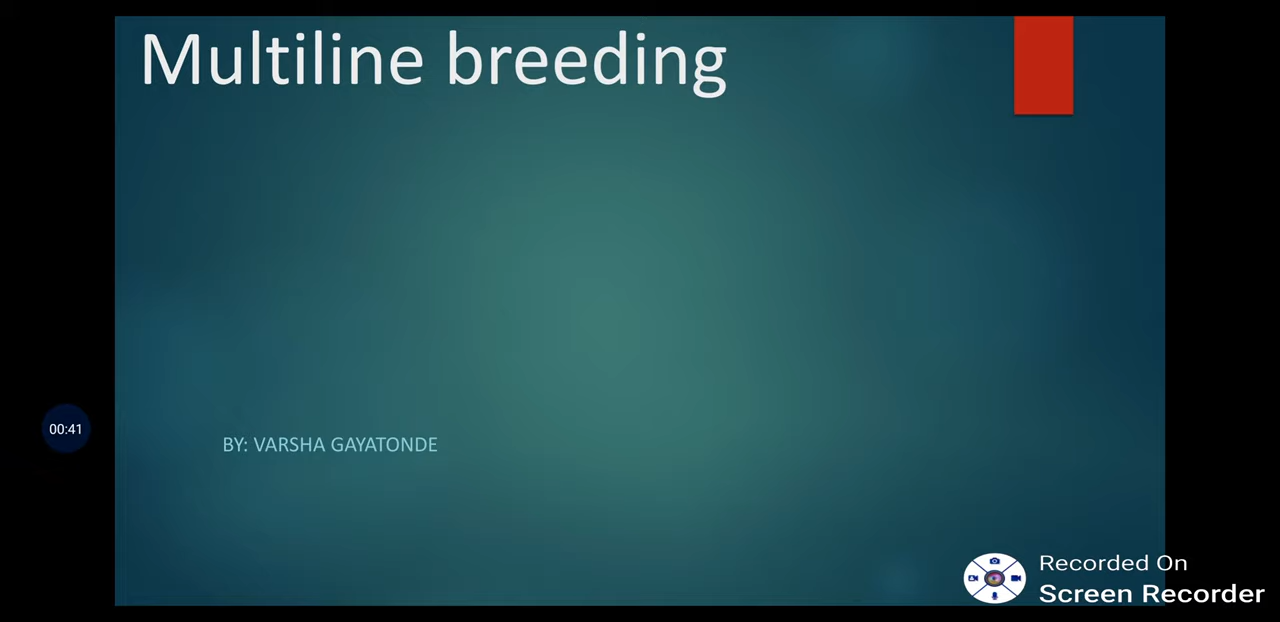 Multiline breeding
00:41
BY: VARSHA GAYATONDE
Recorded On
Screen Recorder